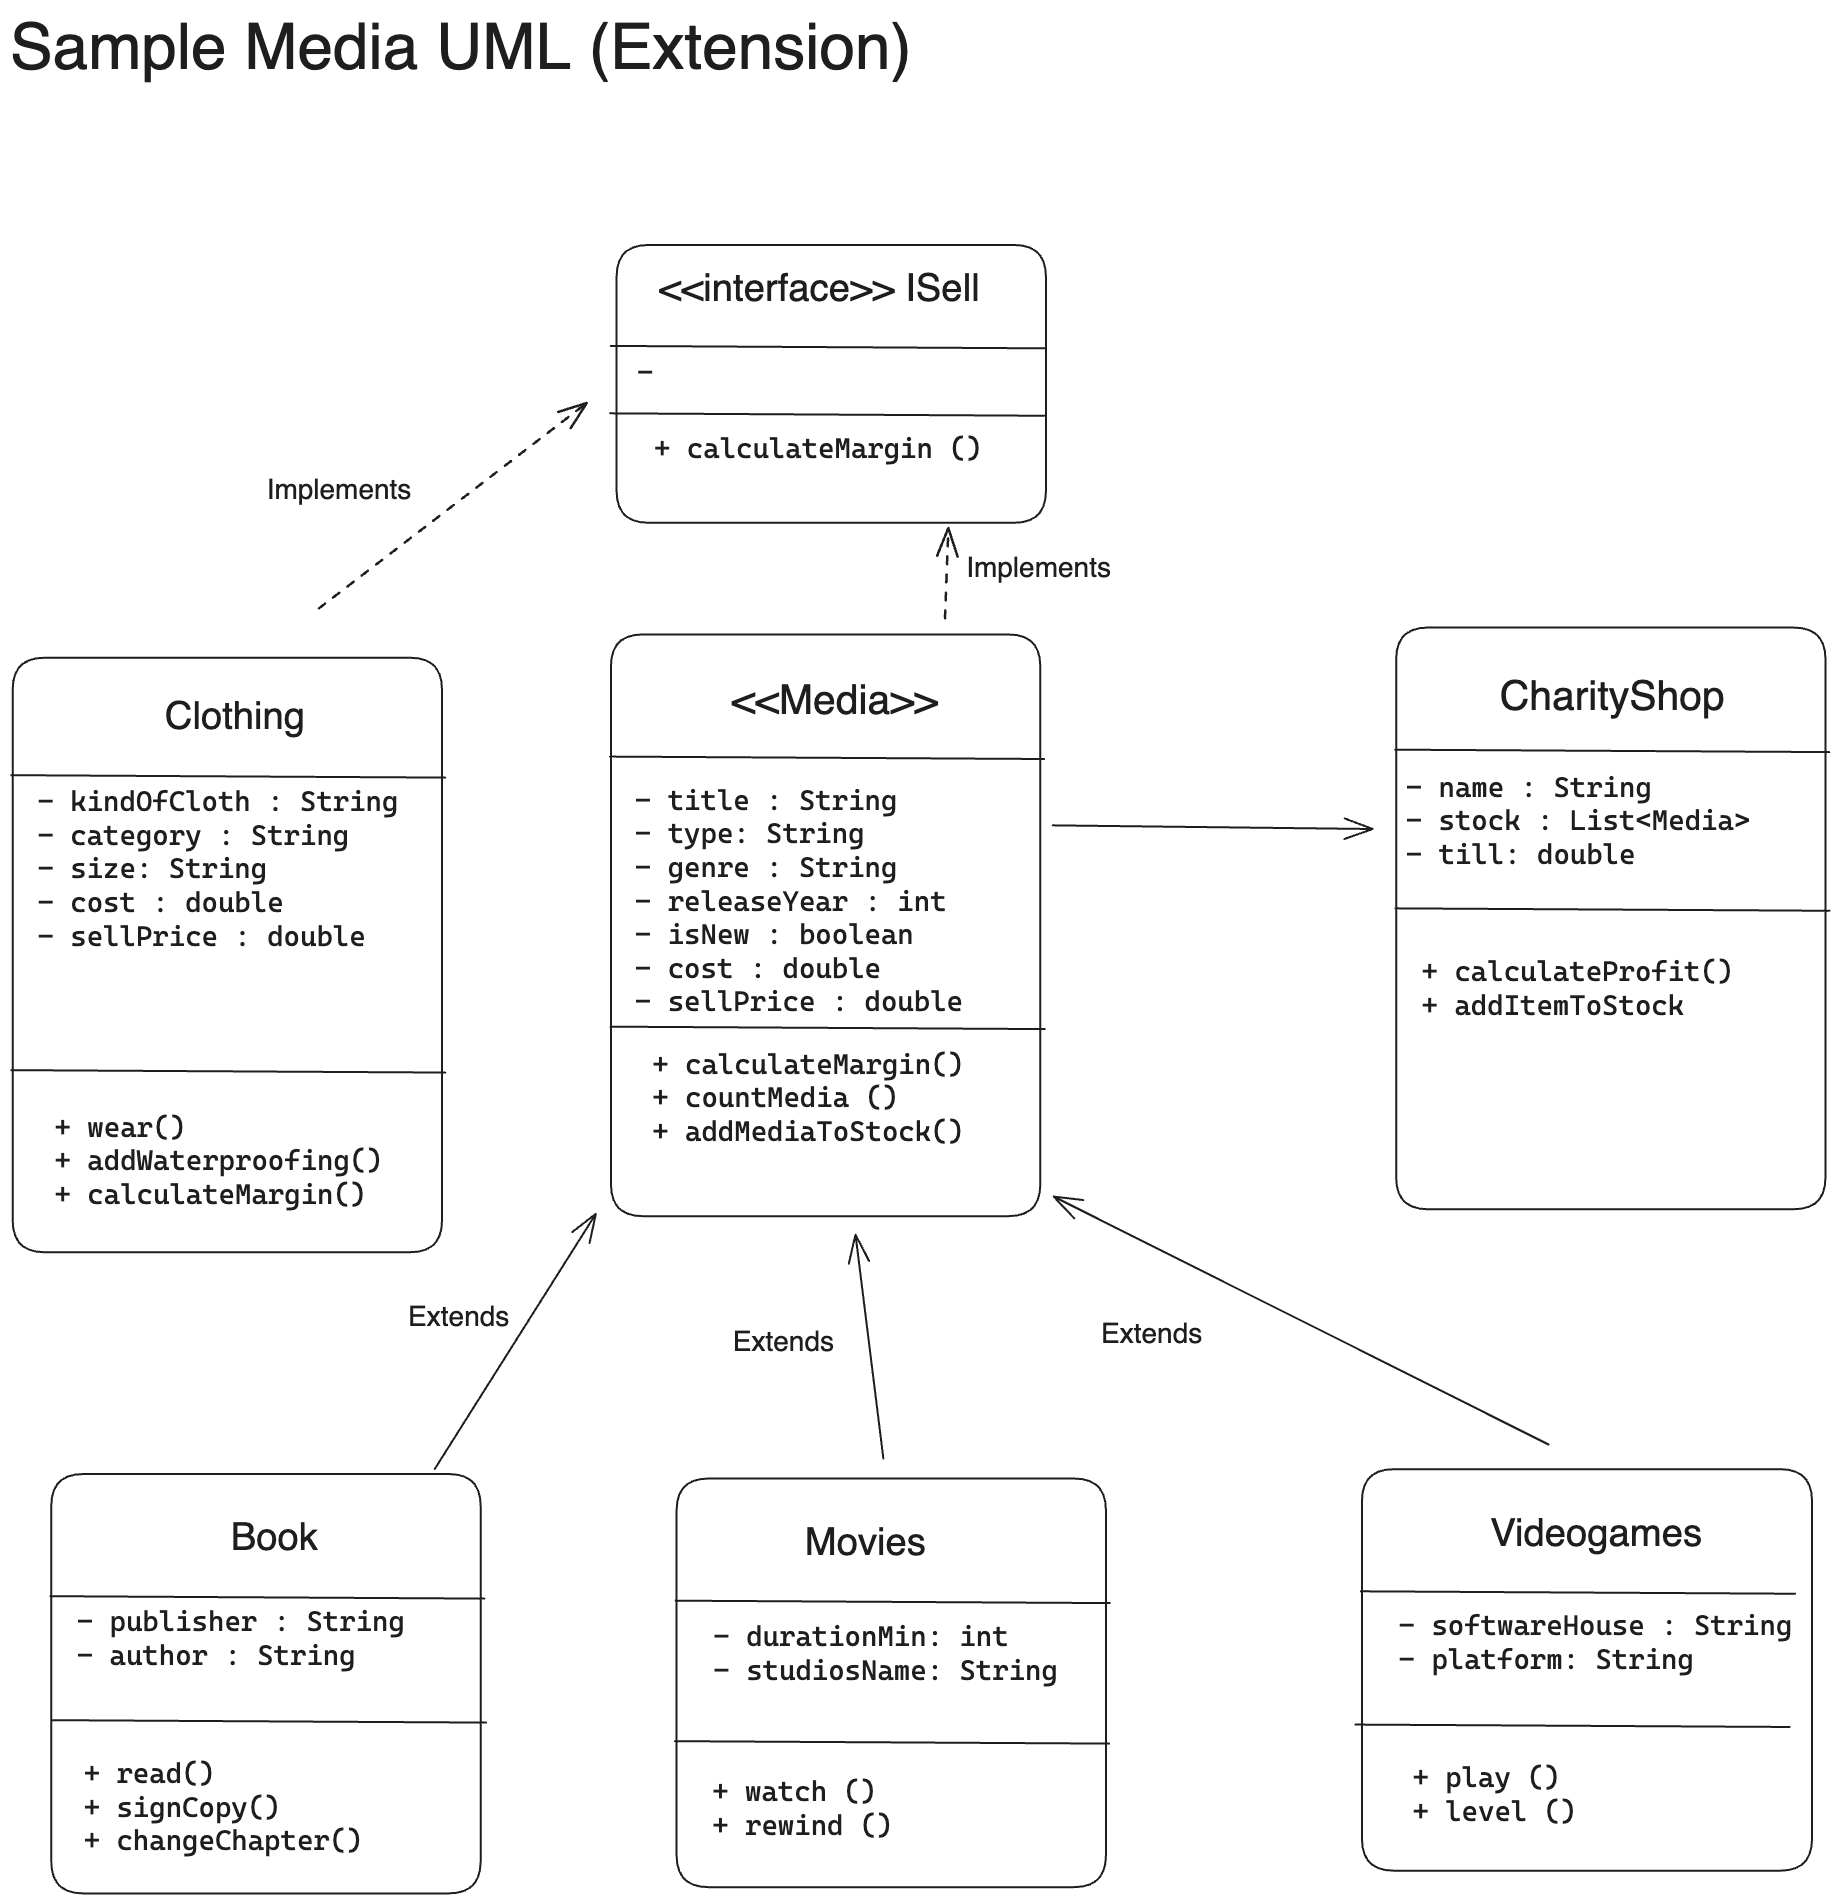 Sample Media UML (Extension)
<<interface>> ISell
-
+ calculateMargin ()
Implements
Implements
Clothing
- kindOfCloth : String
- category : String
- size: String
- cost : double
- sellPrice : double
+ wear()
+ addWaterproofing()
+ calculateMargin()
<<Media>>
- title : String
- type: String
- genre : String
- releaseYear : int
- isNew : boolean
- cost : double
- sellPrice : double
+ calculateMargin()
+ countMedia ()
+ addMediaToStock()
CharityShop
- name : String
- stock : List<Media>
- till: double
+ calculateProfit()
+ addItemToStock
Extends
Extends
Extends
Book
- publisher : String
- author : String
+ read()
+ signCopy()
+ changeChapter()
Movies
- durationMin: int
- studiosName: String
+ watch ()
+ rewind ()
Videogames
- softwareHouse : String
- platform: String
+ play ()
+ level ()